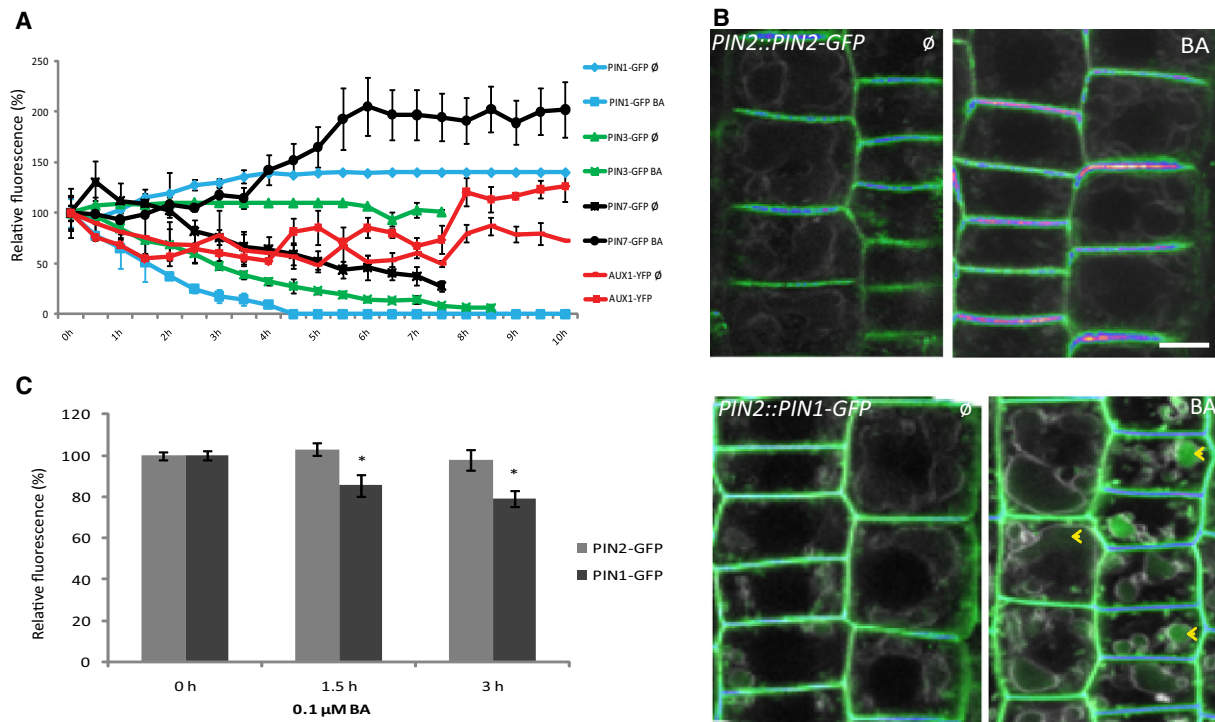 A
Relative fluorescence (%)
250
200
150
100
50
0
0h
1h
2h
3h
4h
5h
6h
7h
8h
9h
10h
PIN1-GFP Ø
PIN1-GFP BA
PIN3-GFP Ø
PIN3-GFP BA
PIN7-GFP Ø
PIN7-GFP BA
AUX1-YFP Ø
AUX1-YFP
B
PIN2::PIN2-GFP ø
BA
PIN2::PIN1-GFP ø
BA
C
Relative fluorescence (%)
120
100
80
60
40
20
0
*
*
0 h
1.5 h
3 h
0.1 µM BA
PIN2-GFP
PIN1-GFP